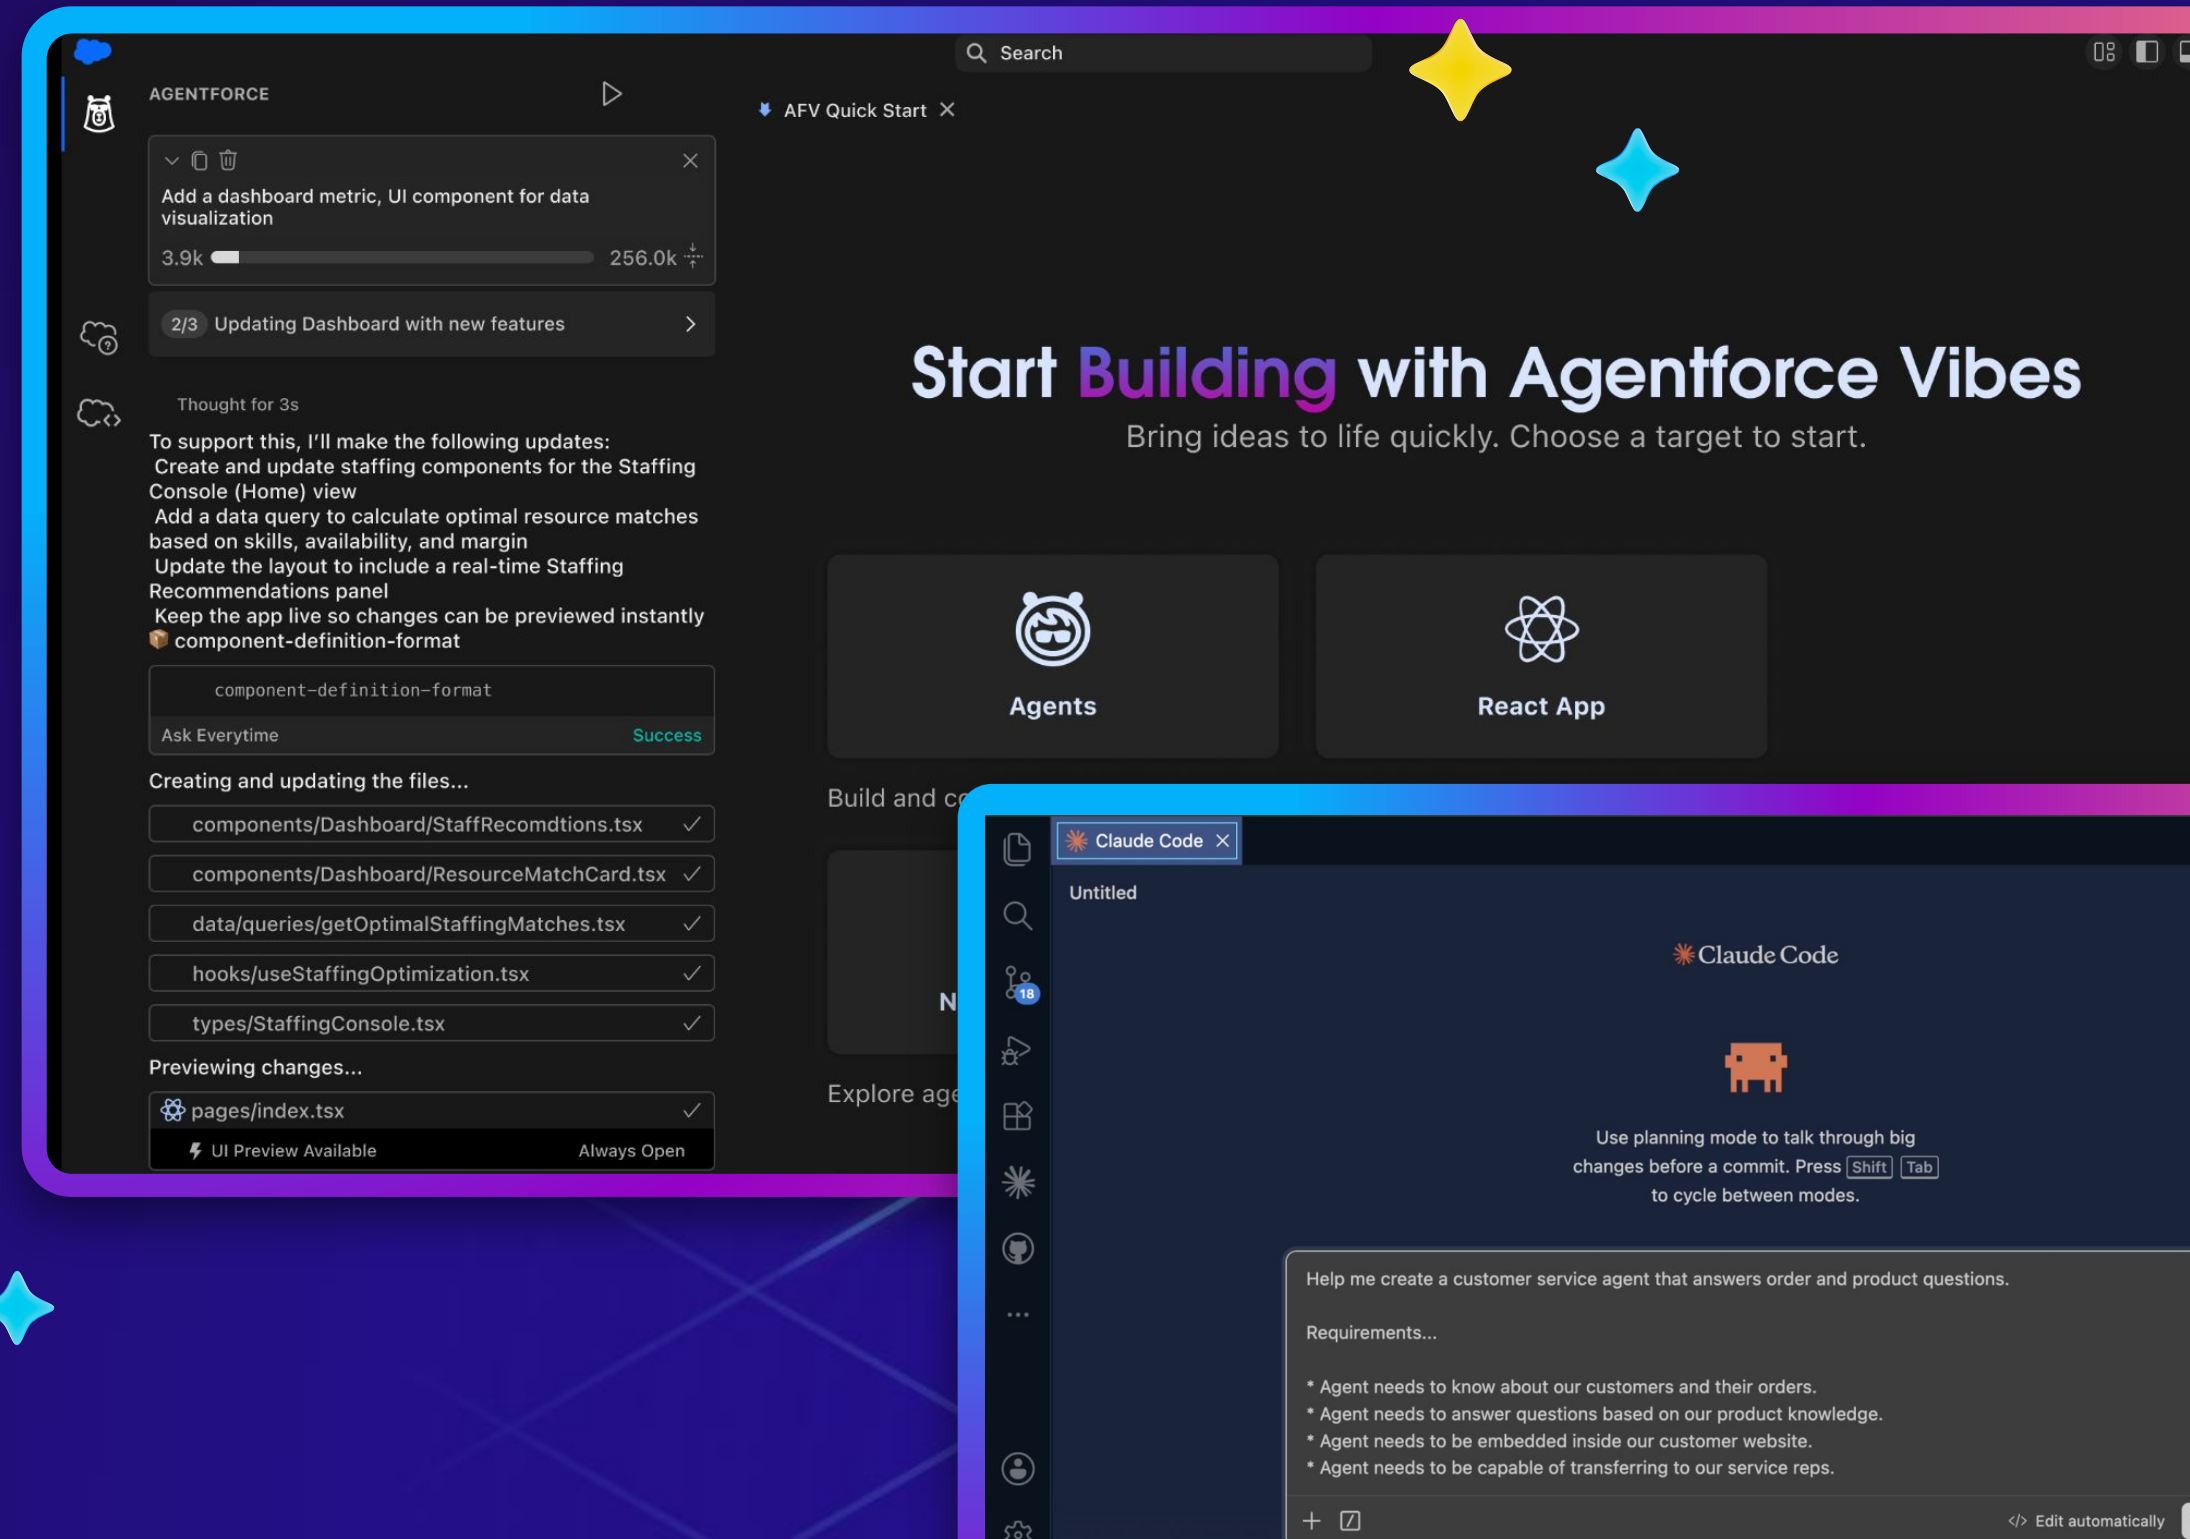 Search
AGENTFORCE
AFV Quick Start
Add a dashboard metric, UI component for data
visualization
3.9k 256.0k
2/3 Updating Dashboard with new features
Thought for 3s
To support this, I'll make the following updates:
Create and update staffing components for the Staffing
Console (Home) view
Add a data query to calculate optimal resource matches
based on skills, availability, and margin
Update the layout to include a real-time Staffing
Recommendations panel
Keep the app live so changes can be previewed instantly
component-definition-format
component-definition-format
Ask Everytime Success
Creating and updating the files...
components/Dashboard/StaffRecomdtions.tsx
components/Dashboard/ResourceMatchCard.tsx
data/queries/getOptimalStaffingMatches.tsx
hooks/useStaffingOptimization.tsx
types/StaffingConsole.tsx
Previewing changes...
pages/index.tsx
UI Preview Available Always Open
Start Building with Agentforce Vibes
Bring ideas to life quickly. Choose a target to start.
Agents
React App
Build and
Explore
Claude Code
Untitled
18
Claude Code
Use planning mode to talk through big
changes before a commit. Press Shift Tab
to cycle between modes.
Help me create a customer service agent that answers order and product questions.
Requirements...
* Agent needs to know about our customers and their orders.
* Agent needs to answer questions based on our product knowledge.
* Agent needs to be embedded inside our customer website.
* Agent needs to be capable of transferring to our service reps.
</> Edit automatically